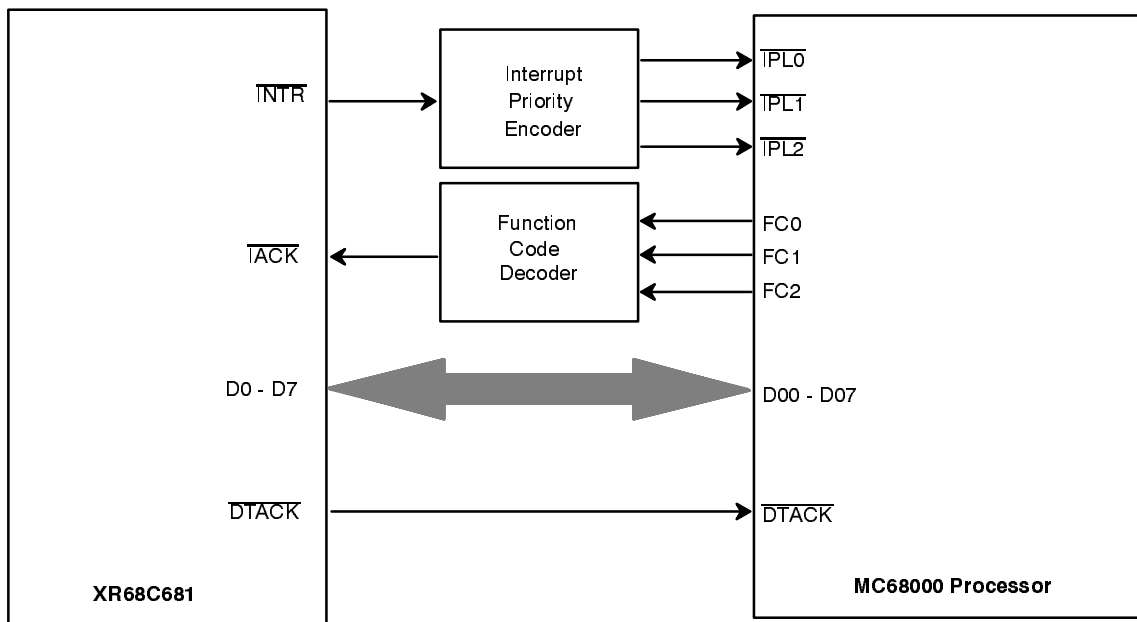 INTR
Interrupt
Priority
Encoder
IPL0
IPL1
IPL2
IACK
Function
Code
Decoder
FC0
FC1
FC2
D0 - D7
D00 - D07
DTACK
DTACK
XR68C681
MC68000 Processor